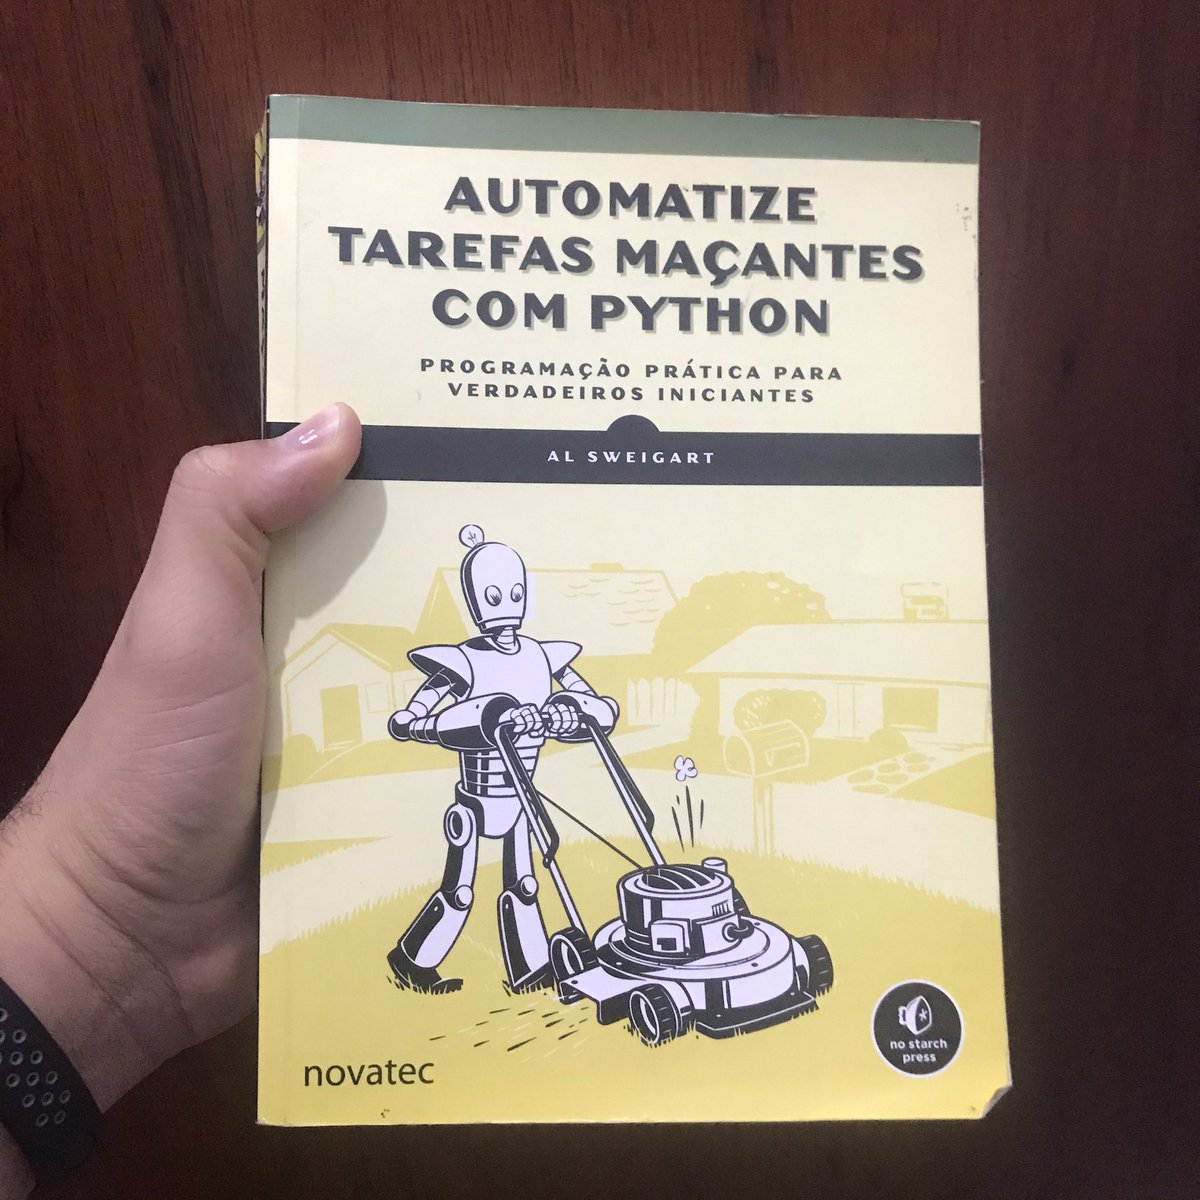 AUTOMATIZE
TAREFAS MAÇANTES
COM PYTHON
PROGRAMAÇÃO PRÁTICA PARA
VERDADEIROS INICIANTES
AL SWEIGART
no starch
press
novatec